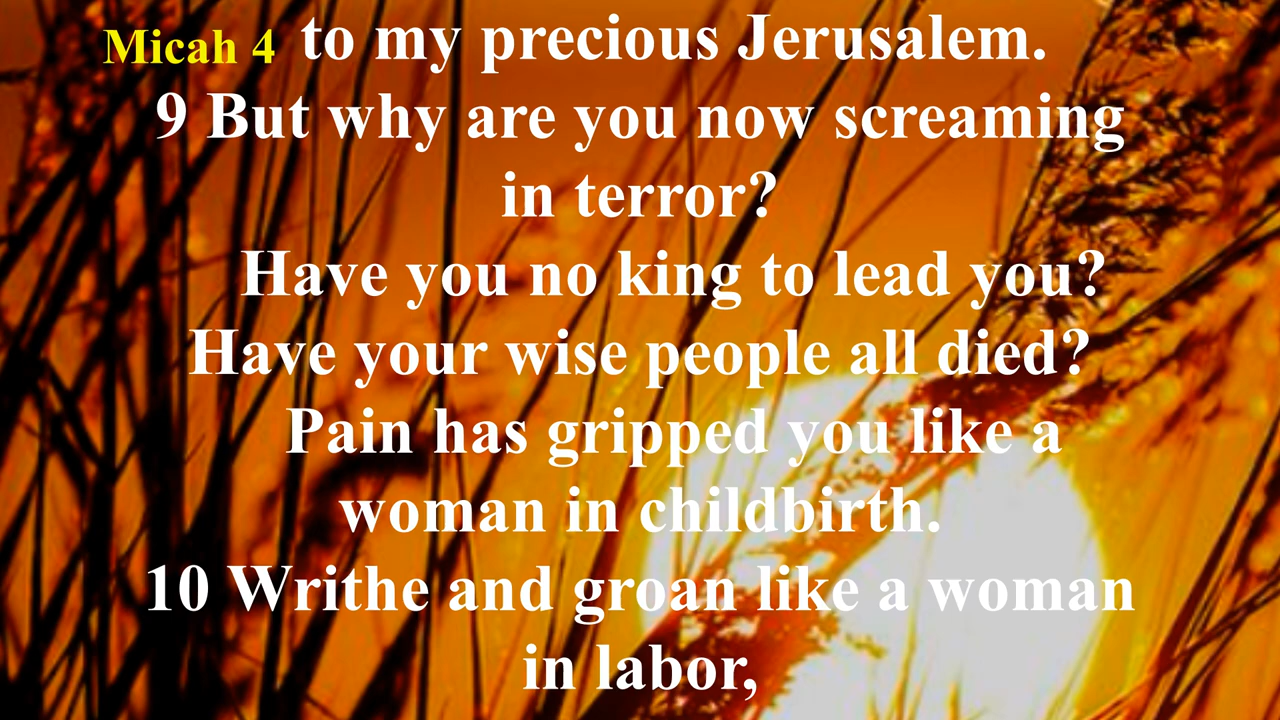 Micah 4 to my precious Jerusalem.
9 But why are you now screaming
in terror?
Have you no king to lead you?
Have your wise people all died?
Pain has gripped you like a
woman in childbirth.
10 Writhe and groan like a woman
in labor,